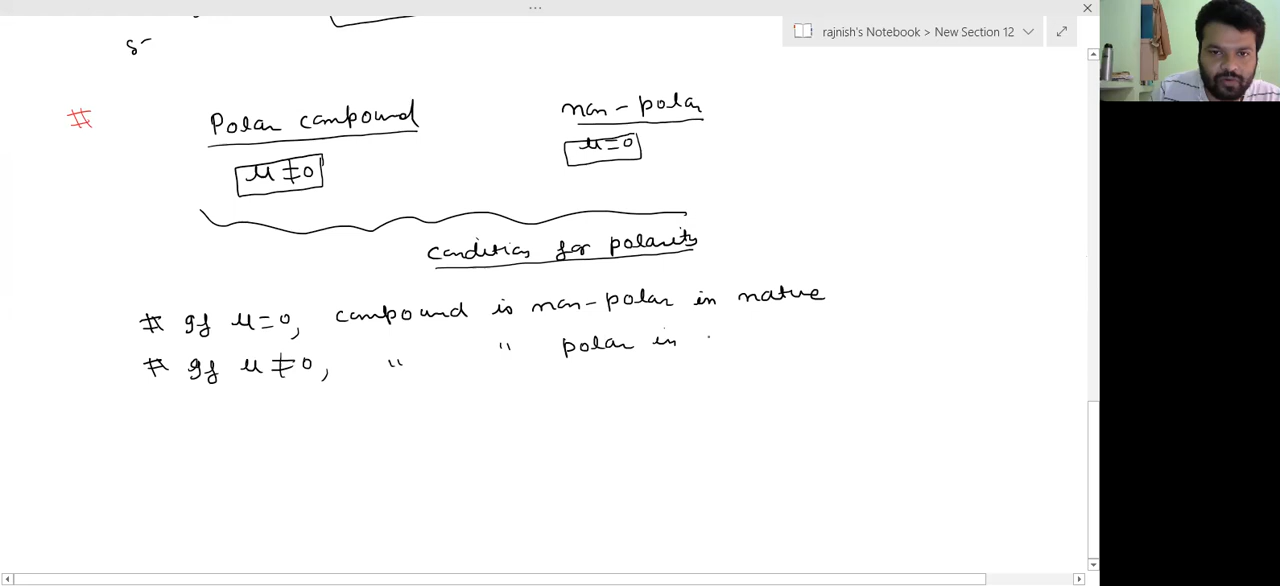 rajnish's Notebook > New Section 12
#
Polar compound
non-polar
μ ≠ 0
μ = 0
Condition for polarity
# If μ = 0, compound is non-polar in nature
# If μ ≠ 0, " " polar in